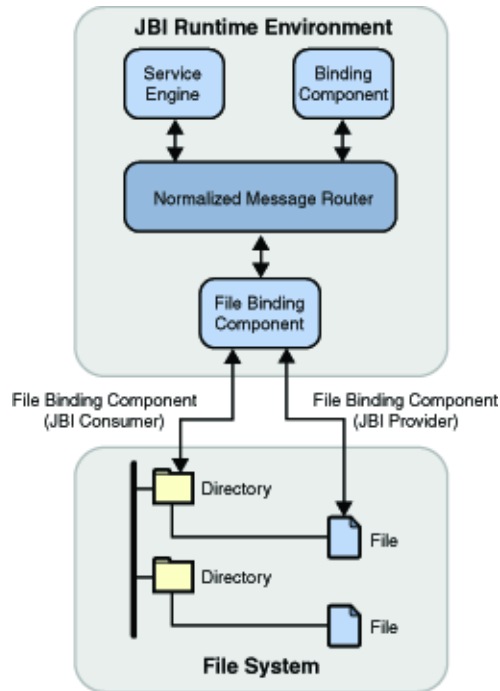 JBI Runtime Environment
Service
Engine
Binding
Component
Normalized Message Router
File Binding
Component
File Binding Component
(JBI Consumer)
File Binding Component
(JBI Provider)
Directory
File
Directory
File
File System